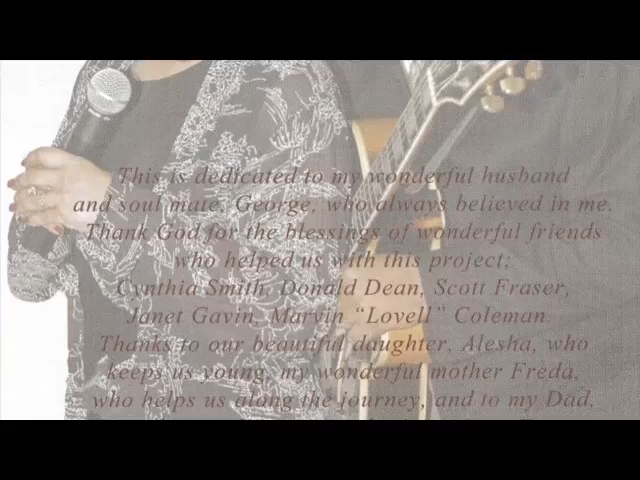 This is dedicated to my wonderful husband
and soul mate, George, who always believed in me.
Thank God for the blessings of wonderful friends
who helped us with this project;
Cynthia Smith, Donald Dean, Scott Fraser,
Janet Gavin, Marvin “Lovell” Coleman.
Thanks to our beautiful daughter, Alesha, who
keeps us young, my wonderful mother Freda,
who helps us along the journey, and to my Dad,